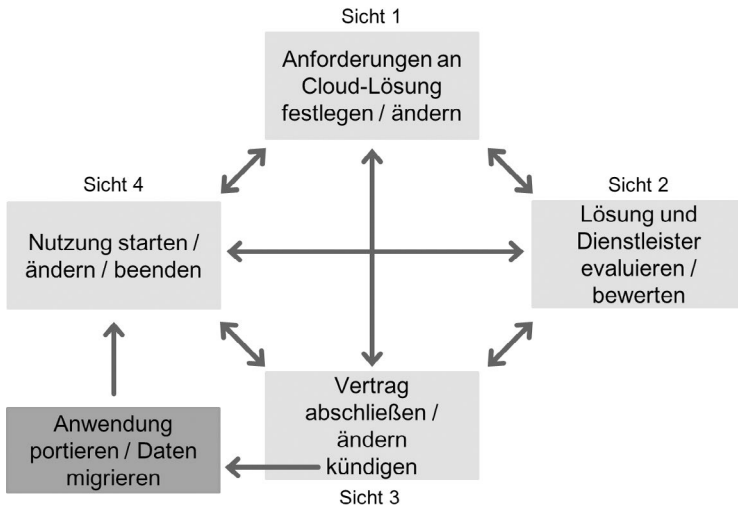 Sicht 1
Anforderungen an
Cloud-Lösung
festlegen / ändern
Sicht 4
Nutzung starten /
ändern / beenden
Sicht 2
Lösung und
Dienstleister
evaluieren /
bewerten
Anwendung
portieren / Daten
migrieren
Vertrag
abschließen /
ändern
kündigen
Sicht 3